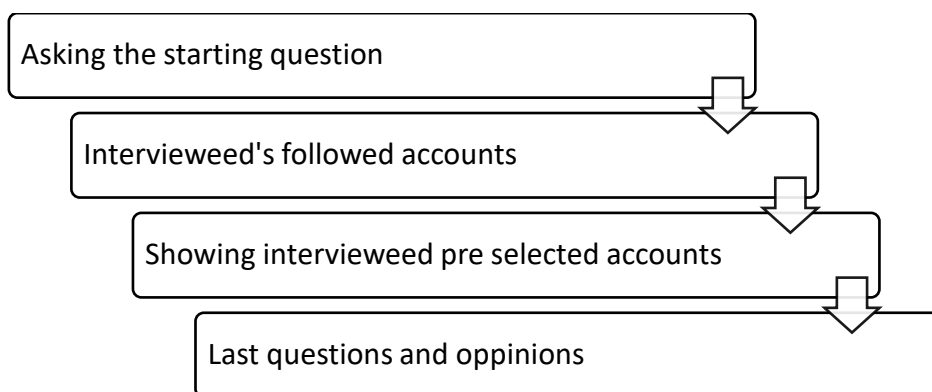 Asking the starting question
Intervieweed's followed accounts
Showing intervieweed pre selected accounts
Last questions and oppinions